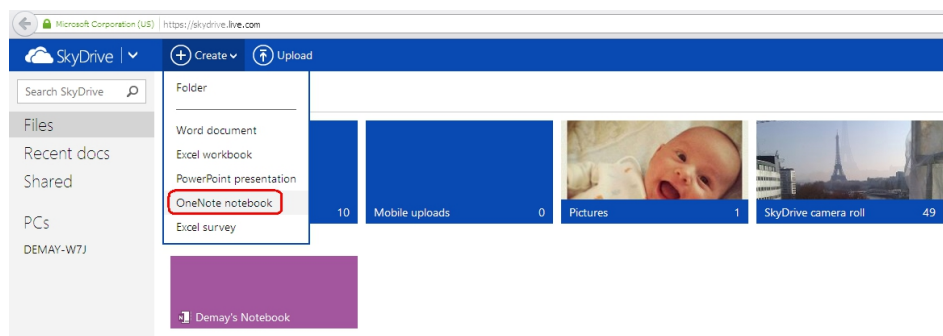 Microsoft Corporation (US) https://skydrive.live.com
SkyDrive Create Upload
Search SkyDrive
Files
Recent docs
Shared
PCs
DEMAY-W7J
Folder
Word document
Excel workbook
PowerPoint presentation
OneNote notebook
Excel survey
10
Mobile uploads 0
Pictures 1
SkyDrive camera roll 49
Demay's Notebook